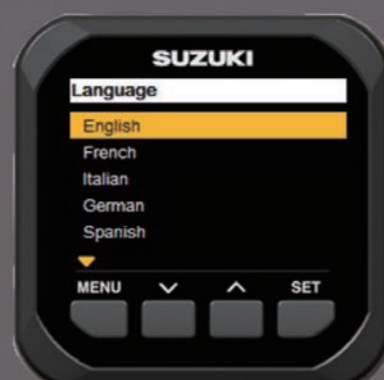 SUZUKI
Language
English
French
Italian
German
Spanish
MENU
SET